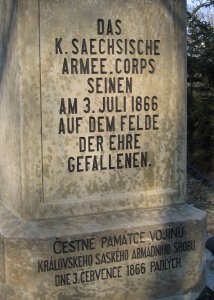 DAS
K. SAECHSISCHE
ARMEE. CORPS
SEINEN
AM 3. JULI 1866
AUF DEM FELDE
DER EHRE
GEFALLENEN.
ČESTNÉ PAMÁTCE VOJÍNŮ
KRÁLOVSKÉHO SASKÉHO ARMÁDNÍHO SBORU
DNE 3. ČERVENCE 1866 PADLÝCH.